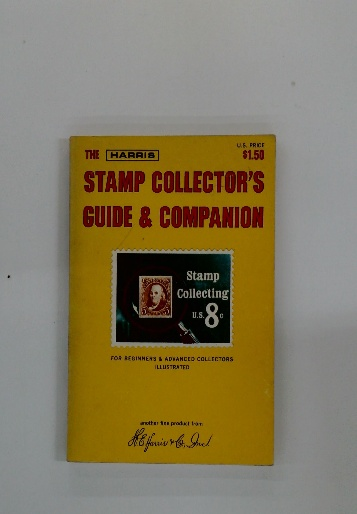 THE HARRIS
U.S. PRICE
$1.50
STAMP COLLECTOR'S
GUIDE & COMPANION
Stamp
Collecting
U.S. 8c
FOR BEGINNERS & ADVANCED COLLECTORS
ILLUSTRATED
another fine product from
H.E. Harris & Co., Inc.